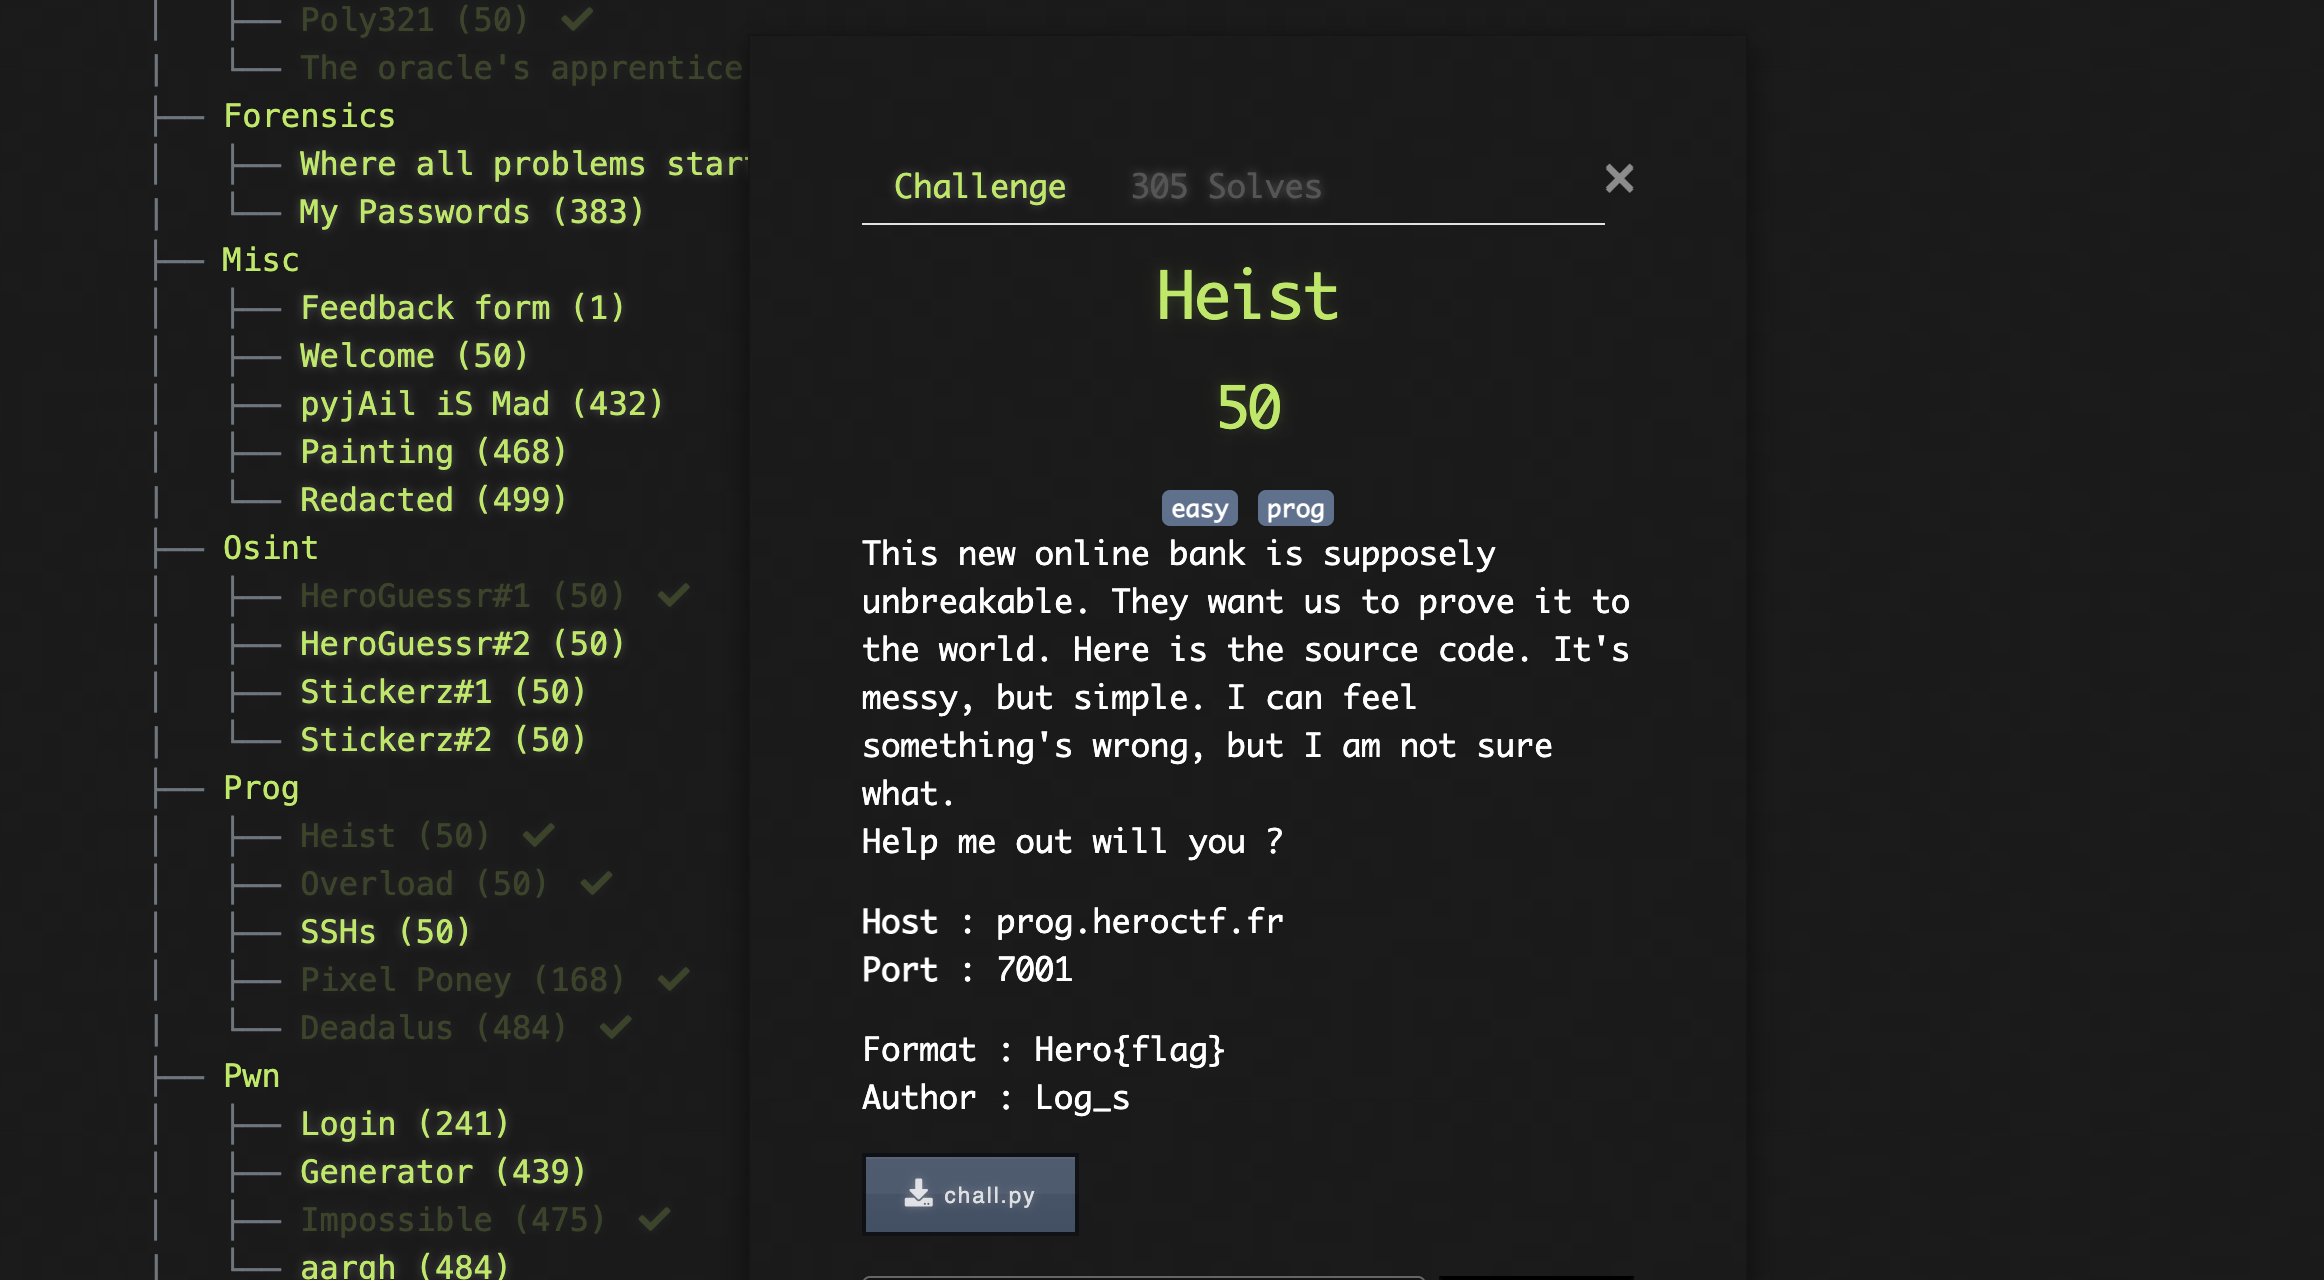 Poly321 (50)
The oracle's apprentice
Forensics
Where all problems start
My Passwords (383)
Misc
Feedback form (1)
Welcome (50)
pyjAil iS Mad (432)
Painting (468)
Redacted (499)
Osint
HeroGuessr#1 (50)
HeroGuessr#2 (50)
Stickerz#1 (50)
Stickerz#2 (50)
Prog
Heist (50)
Overload (50)
SSHs (50)
Pixel Poney (168)
Deadalus (484)
Pwn
Login (241)
Generator (439)
Impossible (475)
aargh (484)
Challenge 305 Solves
Heist
50
easy prog
This new online bank is supposely
unbreakable. They want us to prove it to
the world. Here is the source code. It's
messy, but simple. I can feel
something's wrong, but I am not sure
what.
Help me out will you ?
Host : prog.heroctf.fr
Port : 7001
Format : Hero{flag}
Author : Log_s
chall.py